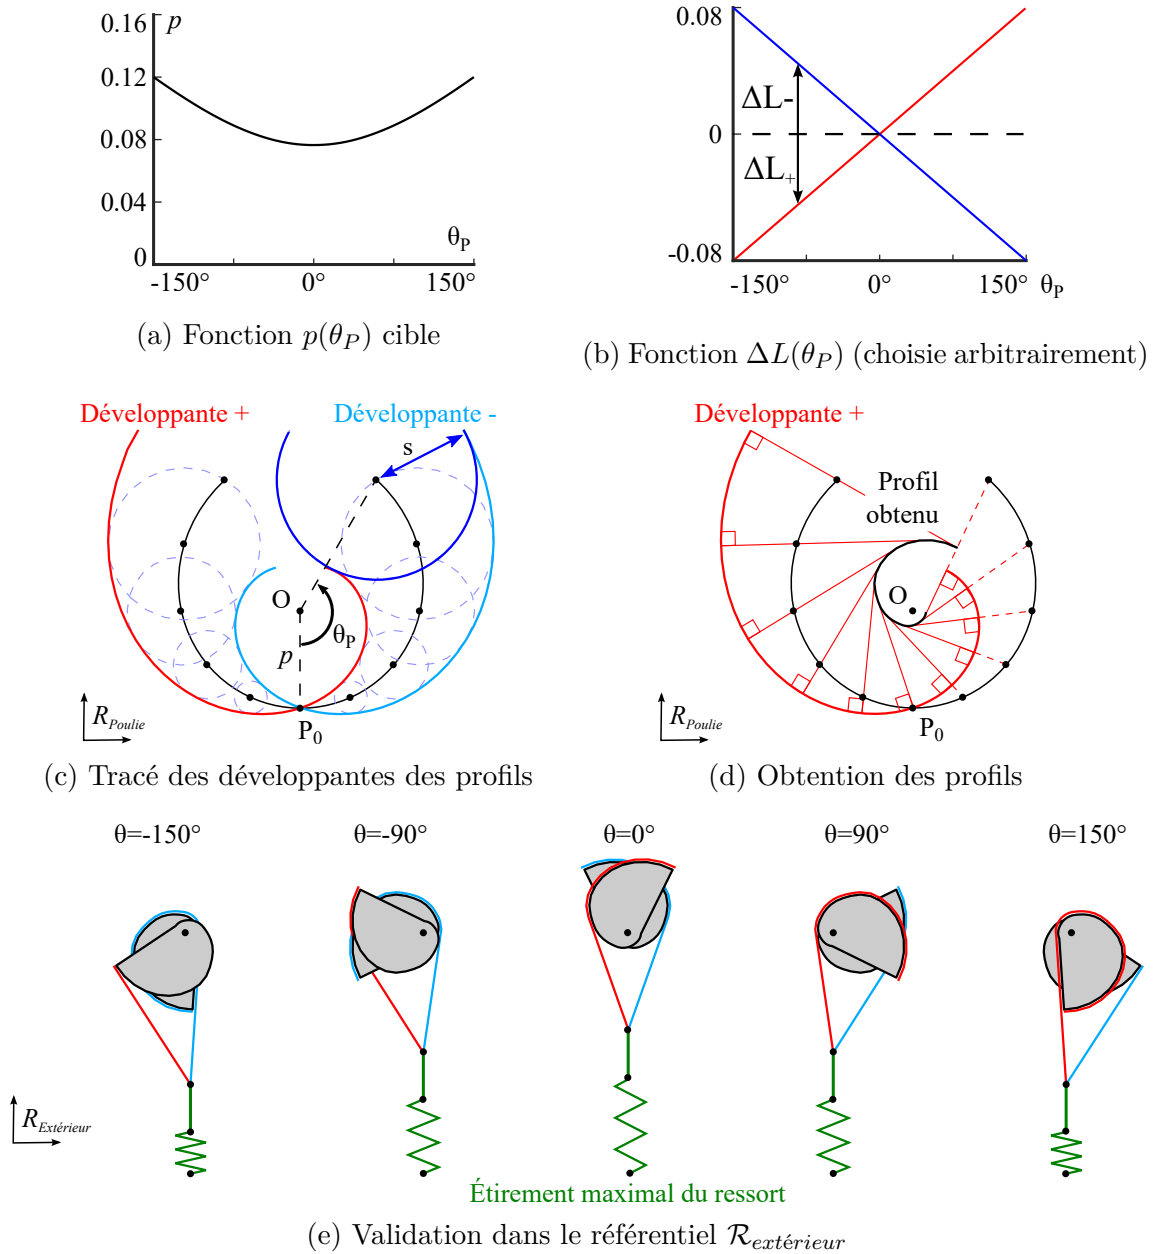 0.16
p
0.12
0.08
0.04
0
θP
-150°
0°
150°
(a) Fonction p(θP) cible
0.08
ΔL-
0
ΔL+
-0.08
-150°
0°
150°
θP
(b) Fonction ΔL(θP) (choisie arbitrairement)
Développante +
Développante -
s
O
θP
p
RPoulie
P0
(c) Tracé des développantes des profils
Développante +
Profil
obtenu
O
RPoulie
P0
(d) Obtention des profils
θ=-150°
θ=-90°
θ=0°
θ=90°
θ=150°
RExtérieur
Étirement maximal du ressort
(e) Validation dans le référentiel Rextérieur